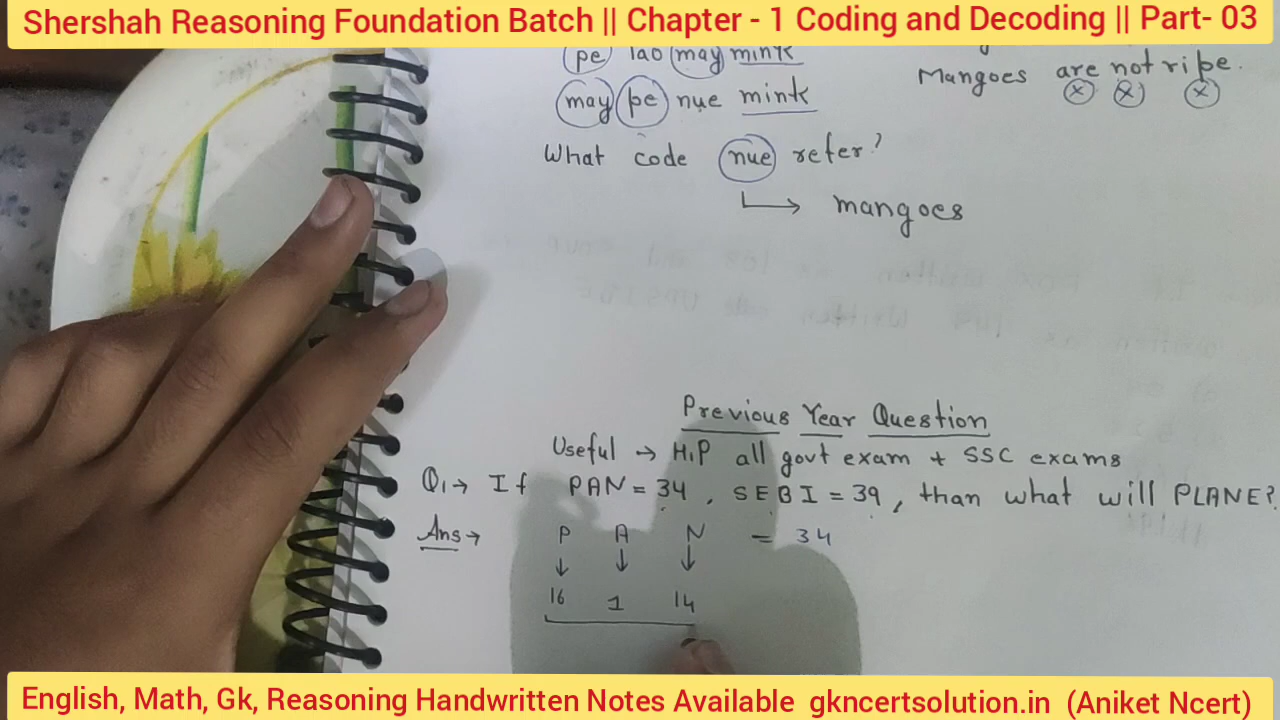 Shershah Reasoning Foundation Batch || Chapter - 1 Coding and Decoding || Part- 03
pe lao may mink
may pe nue mink
What code nue refer?
mangoes
Mangoes are not ripe.
Previous Year Question
Useful → H.P all govt exam + SSC exams
Q1→ If PAN = 34, SEBI = 39, than what will PLANE?
Ans→ P A N = 34
16 1 14
English, Math, Gk, Reasoning Handwritten Notes Available gkncertsolution.in (Aniket Ncert)